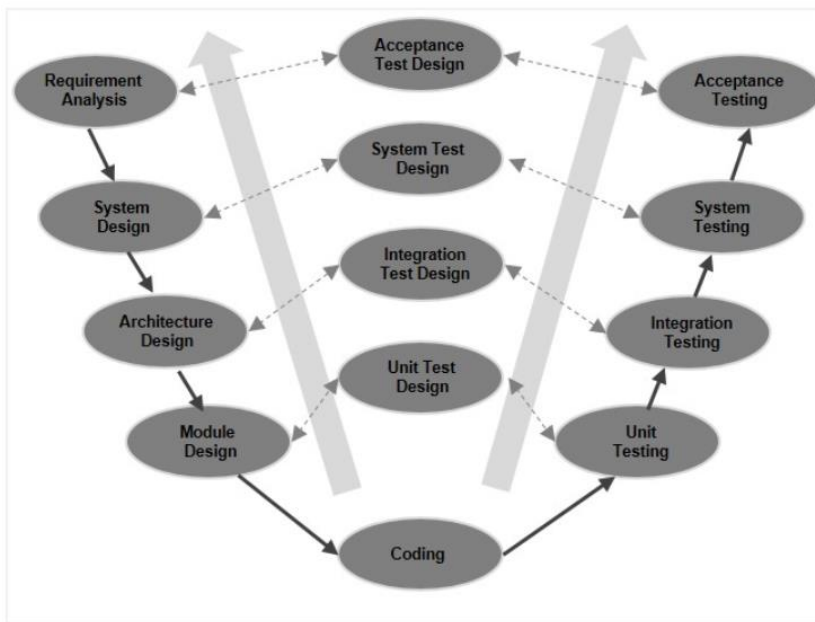 Acceptance
Test Design
Requirement
Analysis
Acceptance
Testing
System Test
Design
System
Design
System
Testing
Integration
Test Design
Architecture
Design
Integration
Testing
Unit Test
Design
Module
Design
Unit
Testing
Coding